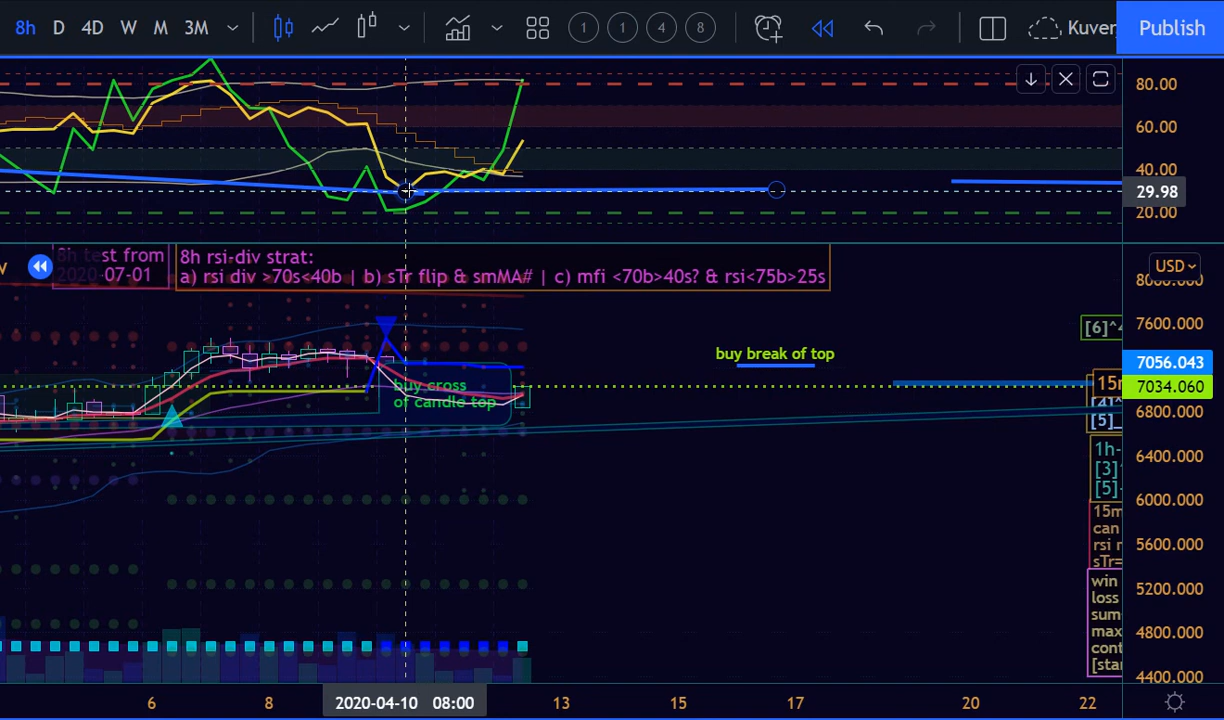 8h D 4D W M 3M 1 1 4 8 Kuver Publish
80.00
60.00
40.00
29.98
20.00
8h test from
2020-07-01
8h rsi-div strat:
a) rsi div >70s<40b | b) sTr flip & smMA# | c) mfi <70b>40s? & rsi<75b>25s
USD
8000.000
7600.000
[6]^
buy break of top
7056.043
7034.060
15m
buy cross
of candle top
6800.000
[4]^
[5]_
6400.000
1h-
[3]
[5]
6000.000
15m
can
5600.000
rsi
sTr=
5200.000
win
loss
sum
4800.000
max
cont
[star
4400.000
6 8 2020-04-10 08:00 13 15 17 20 22